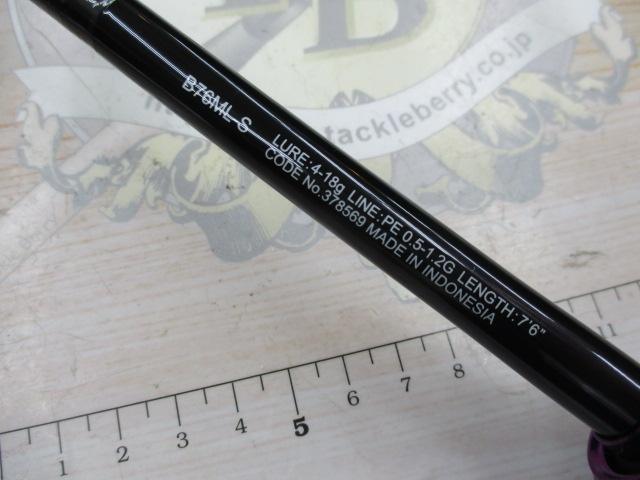 B76ML-S
LURE:4-18g LINE:PE 0.5-1.2G LENGTH:7'6"
CODE No.378569 MADE IN INDONESIA
tackleberry.co.jp
B
1 2 3 4 5 6 7 8 11